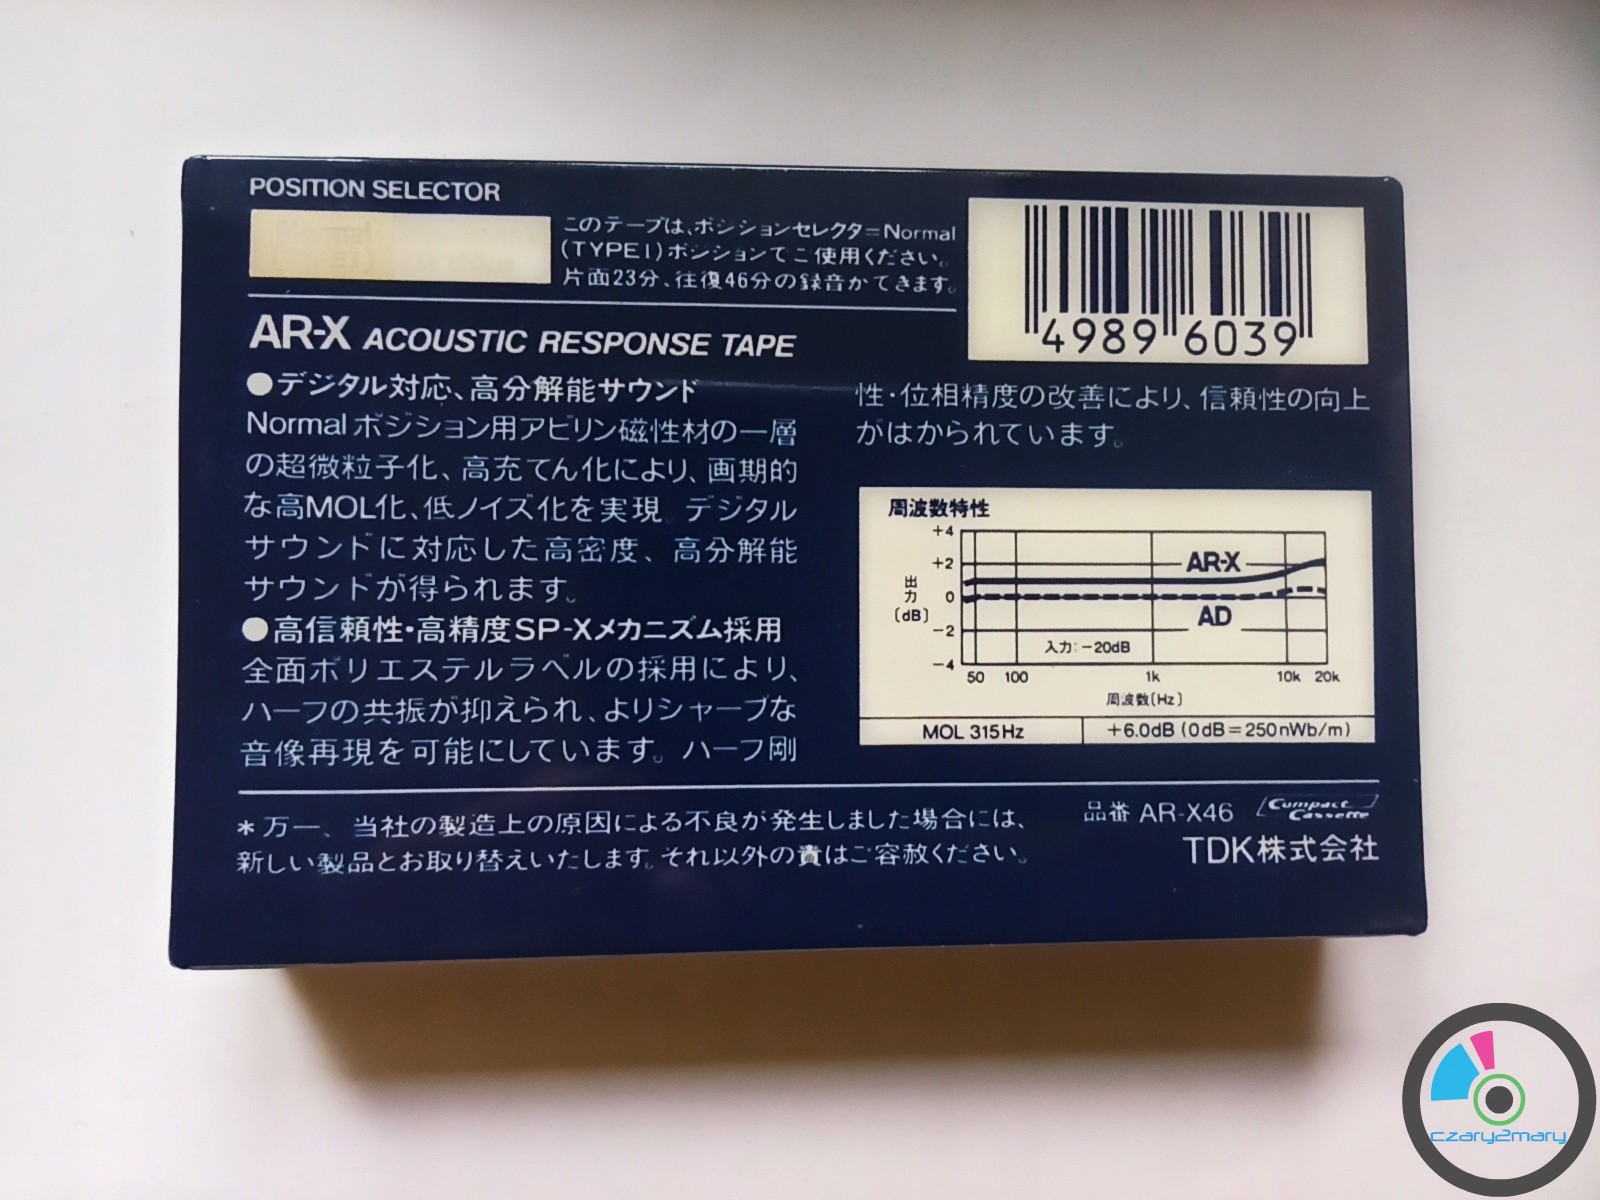 POSITION SELECTOR
このテープは、ポジションセレクタ=Normal
(TYPE I)ポジションでご使用ください。
片面23分、往復46分の録音ができます。
4989 6039
AR-X ACOUSTIC RESPONSE TAPE
●デジタル対応、高分解能サウンド
Normalポジション用アビリン磁性材の一層
の超微粒子化、高充てん化により、画期的
な高MOL化、低ノイズ化を実現。デジタル
サウンドに対応した高密度、高分解能
サウンドが得られます。
●高信頼性・高精度SP-Xメカニズム採用
全面ポリエステルラベルの採用により、
ハーフの共振が抑えられ、よりシャープな
音像再現を可能にしています。ハーフ剛
性・位相精度の改善により、信頼性の向上
がはかられています。
周波数特性
+4
+2
0
-2
-4
出力
(dB)
AR-X
AD
入力:-20dB
50 100 1k 10k 20k
周波数(Hz)
MOL 315Hz +6.0dB (0dB=250nWb/m)
*万一、当社の製造上の原因による不良が発生しました場合には、
新しい製品とお取り替えいたします。それ以外の責はご容赦ください。
品番 AR-X46 Compact Cassette
TDK株式会社
czary2mary